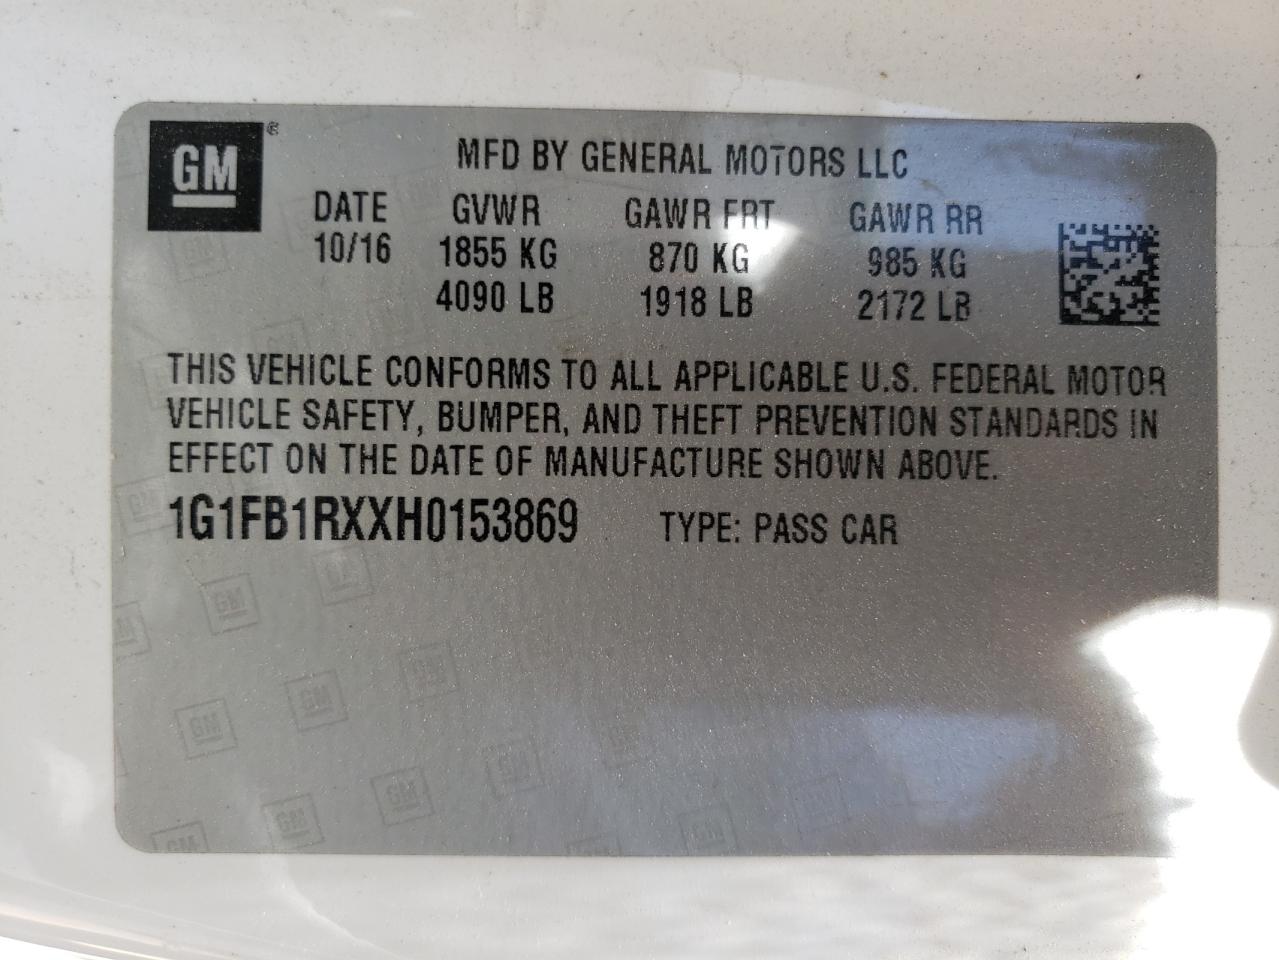 GM ®
MFD BY GENERAL MOTORS LLC
DATE GVWR GAWR FRT GAWR RR
10/16 1855 KG 870 KG 985 KG
4090 LB 1918 LB 2172 LB
THIS VEHICLE CONFORMS TO ALL APPLICABLE U.S. FEDERAL MOTOR
VEHICLE SAFETY, BUMPER, AND THEFT PREVENTION STANDARDS IN
EFFECT ON THE DATE OF MANUFACTURE SHOWN ABOVE.
1G1FB1RXXH0153869 TYPE: PASS CAR